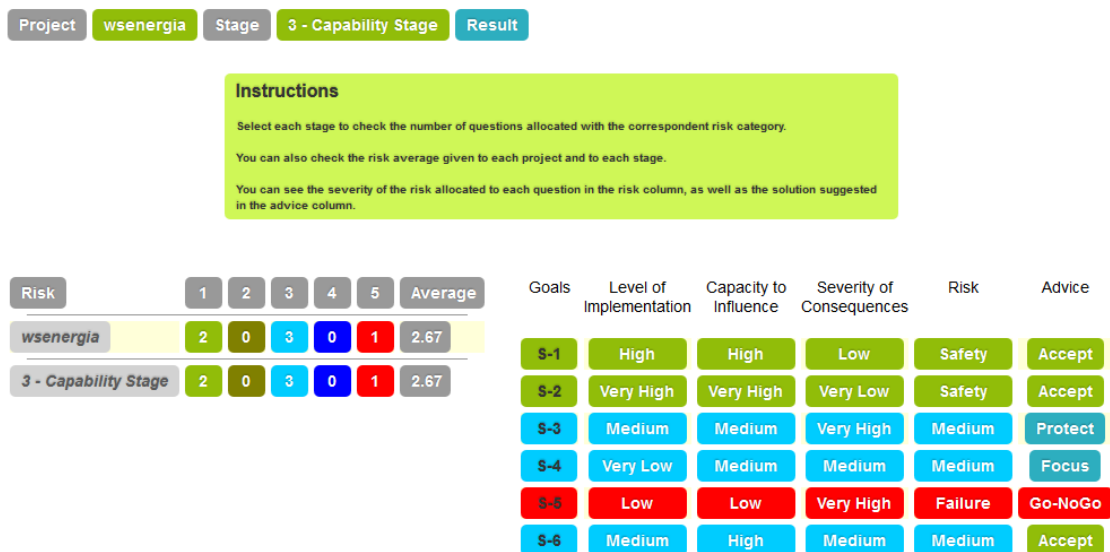 Project wsenergia Stage 3 - Capability Stage Result
Instructions
Select each stage to check the number of questions allocated with the correspondent risk category.
You can also check the risk average given to each project and to each stage.
You can see the severity of the risk allocated to each question in the risk column, as well as the solution suggested
in the advice column.
Risk 1 2 3 4 5 Average
wsenergia 2 0 3 0 1 2.67
3 - Capability Stage 2 0 3 0 1 2.67
Goals Level of Capacity to Severity of Risk Advice
Implementation Influence Consequences
S-1 High High Low Safety Accept
S-2 Very High Very High Very Low Safety Accept
S-3 Medium Medium Very High Medium Protect
S-4 Very Low Medium Medium Medium Focus
S-5 Low Low Very High Failure Go-NoGo
S-6 Medium High Medium Medium Accept